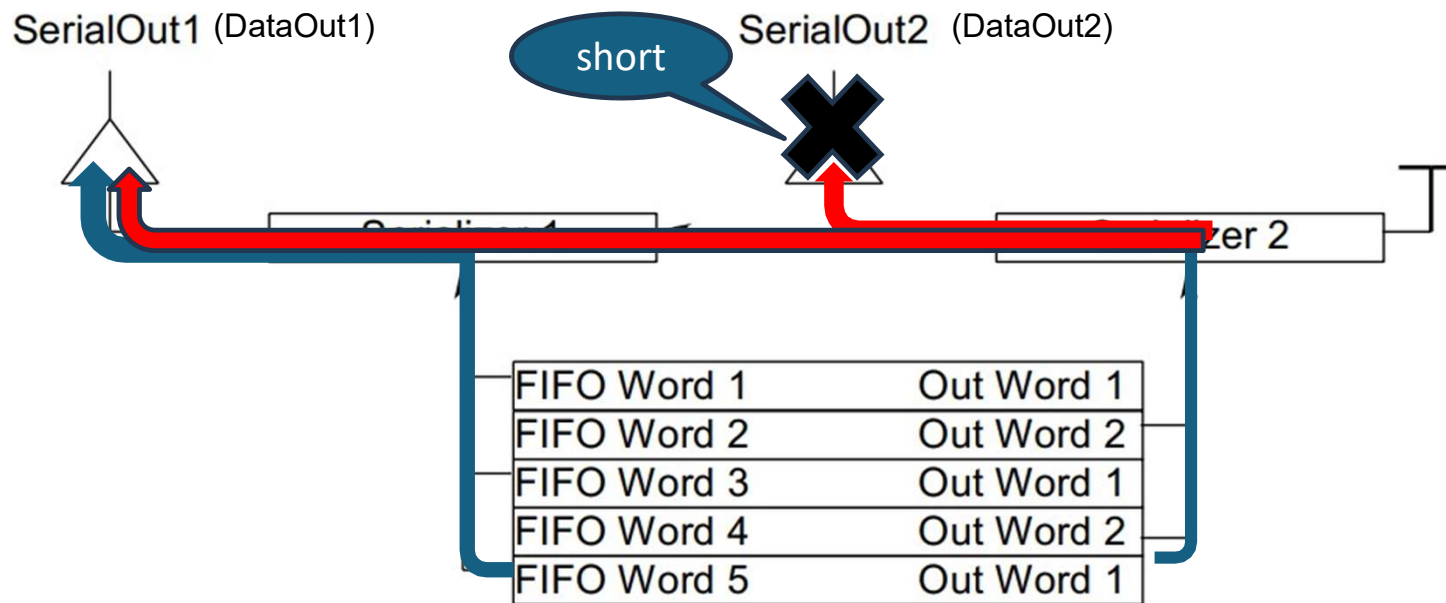 SerialOut1 (DataOut1)
SerialOut2 (DataOut2)
short
2
FIFO Word 1 Out Word 1
FIFO Word 2 Out Word 2
FIFO Word 3 Out Word 1
FIFO Word 4 Out Word 2
FIFO Word 5 Out Word 1